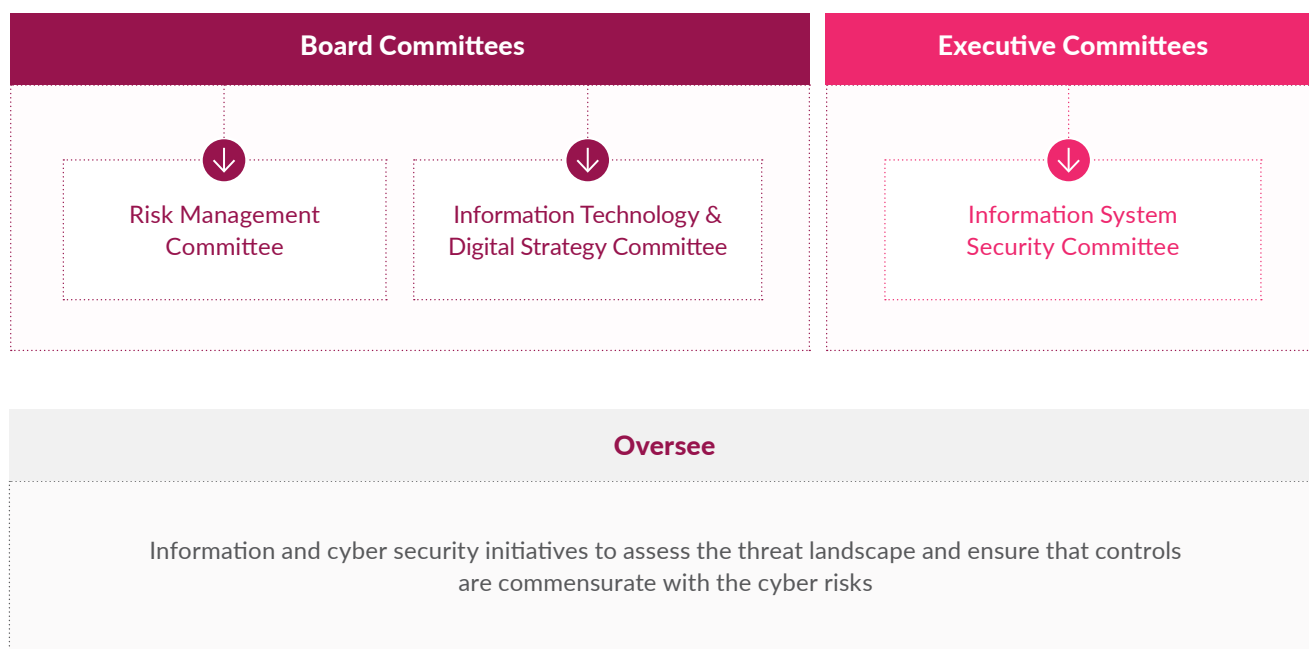 Board Committees
Executive Committees
Risk Management
Committee
Information Technology &
Digital Strategy Committee
Information System
Security Committee
Oversee
Information and cyber security initiatives to assess the threat landscape and ensure that controls
are commensurate with the cyber risks